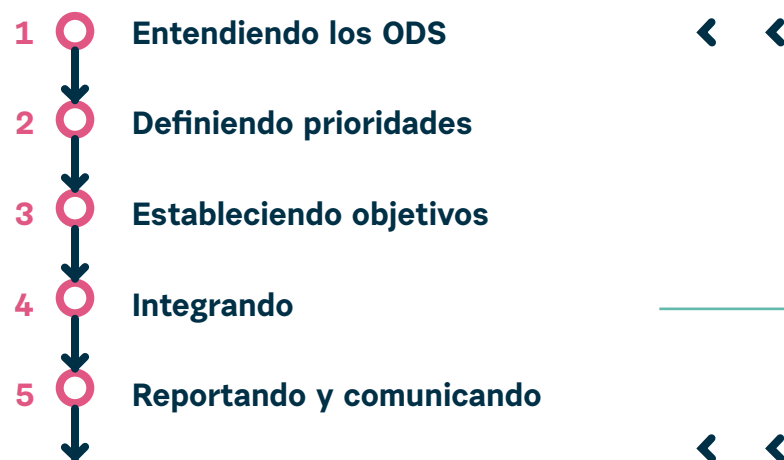 1 Entendiendo los ODS
2 Definiendo prioridades
3 Estableciendo objetivos
4 Integrando
5 Reportando y comunicando